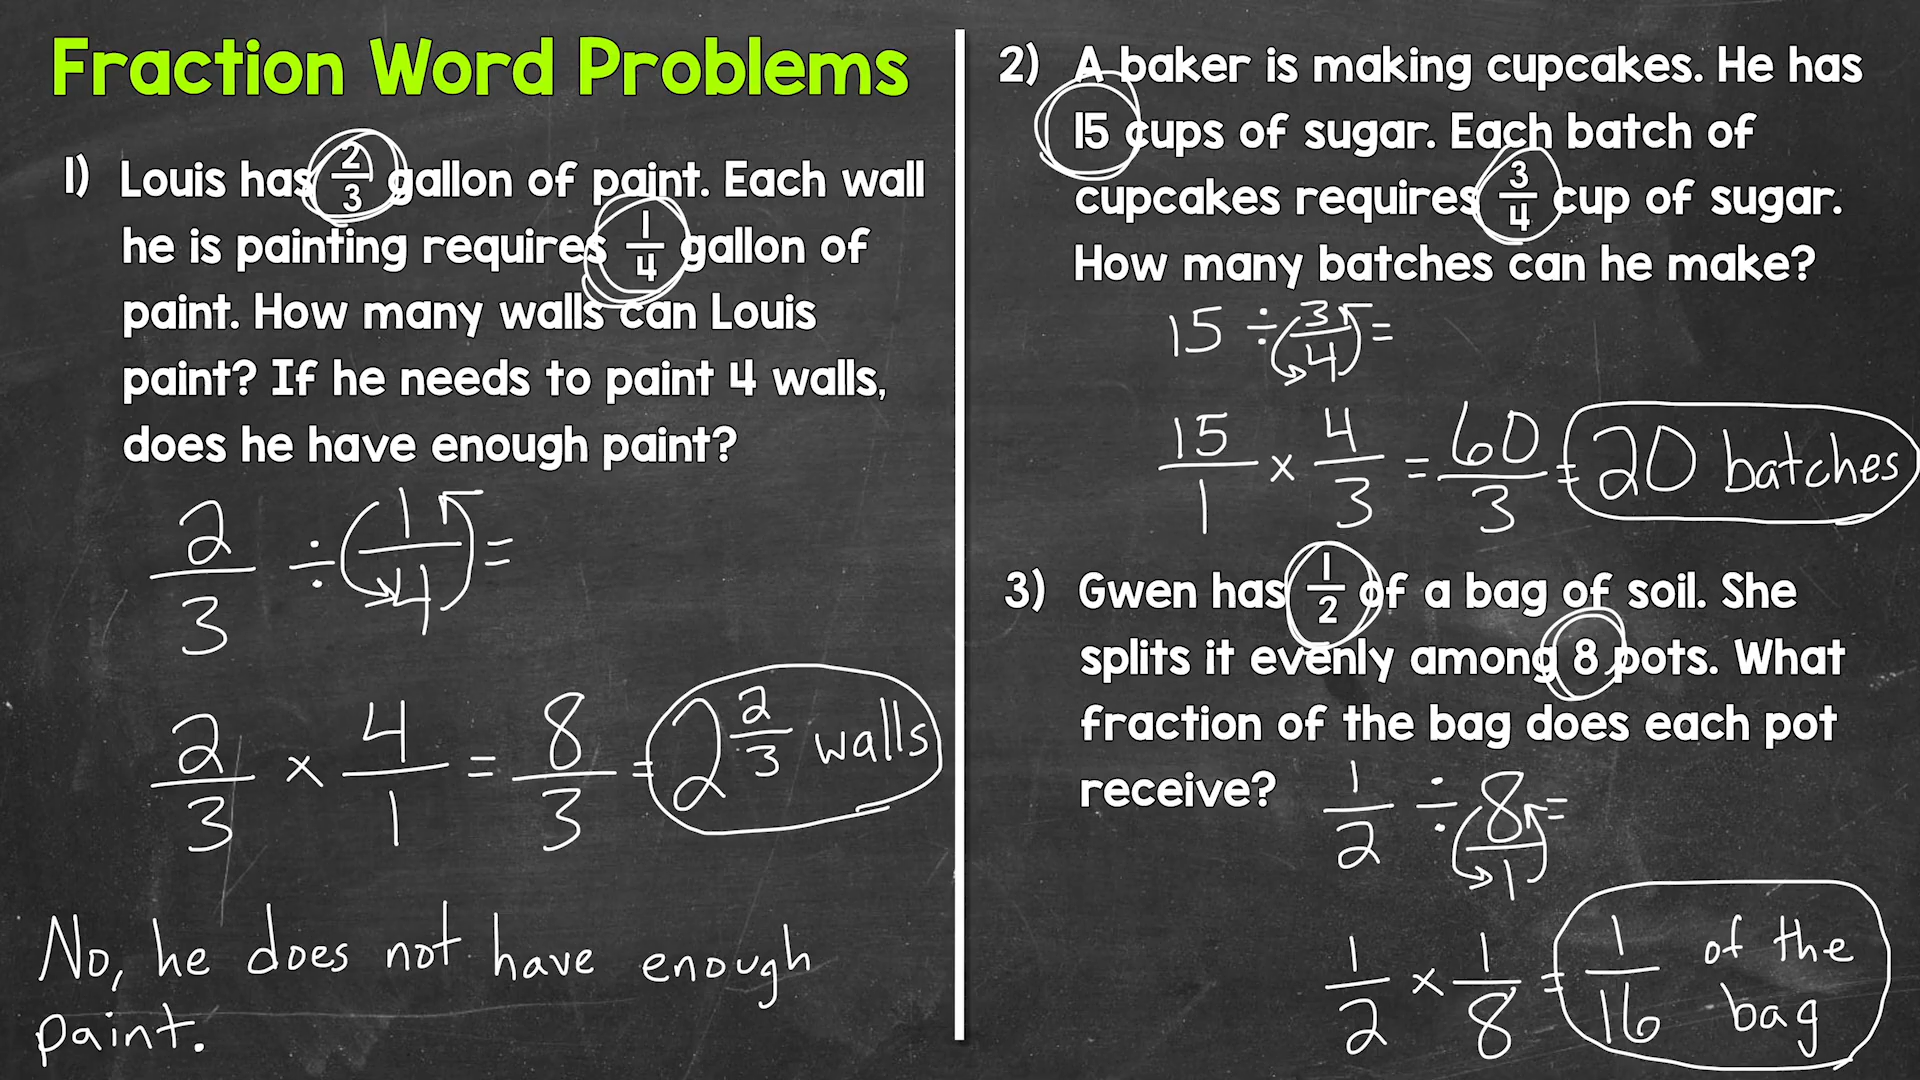 Fraction Word Problems
1) Louis has 2/3 gallon of paint. Each wall
he is painting requires 1/4 gallon of
paint. How many walls can Louis
paint? If he needs to paint 4 walls,
does he have enough paint?
2/3 ÷ 1/4 =
2/3 × 4/1 = 8/3 = 2 2/3 walls
No, he does not have enough
paint.
2) A baker is making cupcakes. He has
15 cups of sugar. Each batch of
cupcakes requires 3/4 cup of sugar.
How many batches can he make?
15 ÷ 3/4 =
15/1 × 4/3 = 60/3 = 20 batches
3) Gwen has 1/2 of a bag of soil. She
splits it evenly among 8 pots. What
fraction of the bag does each pot
receive?
1/2 ÷ 8/1 =
1/2 × 1/8 = 1/16 of the
bag